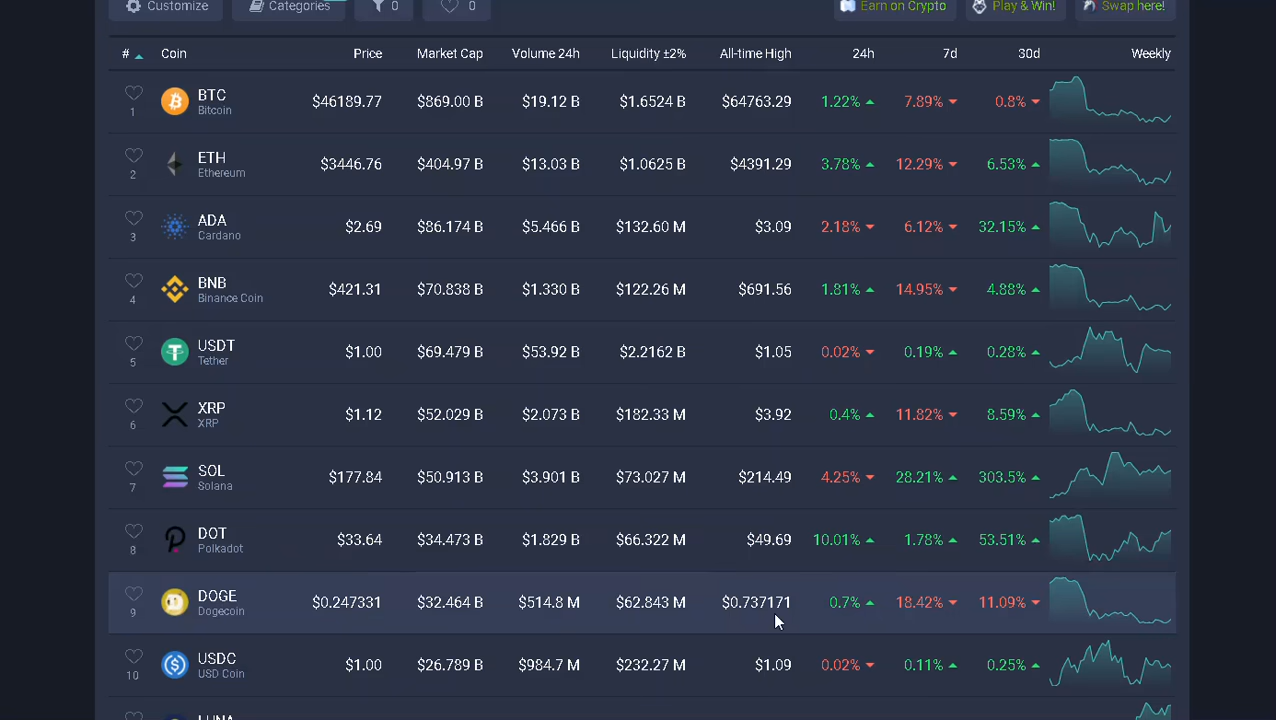 Customize Categories 0 0 Earn on Crypto Play & Win! Swap here!
# Coin Price Market Cap Volume 24h Liquidity ±2% All-time High 24h 7d 30d Weekly
1 BTC Bitcoin $46189.77 $869.00 B $19.12 B $1.6524 B $64763.29 1.22% 7.89% 0.8%
2 ETH Ethereum $3446.76 $404.97 B $13.03 B $1.0625 B $4391.29 3.78% 12.29% 6.53%
3 ADA Cardano $2.69 $86.174 B $5.466 B $132.60 M $3.09 2.18% 6.12% 32.15%
4 BNB Binance Coin $421.31 $70.838 B $1.330 B $122.26 M $691.56 1.81% 14.95% 4.88%
5 USDT Tether $1.00 $69.479 B $53.92 B $2.2162 B $1.05 0.02% 0.19% 0.28%
6 XRP XRP $1.12 $52.029 B $2.073 B $182.33 M $3.92 0.4% 11.82% 8.59%
7 SOL Solana $177.84 $50.913 B $3.901 B $73.027 M $214.49 4.25% 28.21% 303.5%
8 DOT Polkadot $33.64 $34.473 B $1.829 B $66.322 M $49.69 10.01% 1.78% 53.51%
9 DOGE Dogecoin $0.247331 $32.464 B $514.8 M $62.843 M $0.737171 0.7% 18.42% 11.09%
10 USDC USD Coin $1.00 $26.789 B $984.7 M $232.27 M $1.09 0.02% 0.11% 0.25%
LUNA